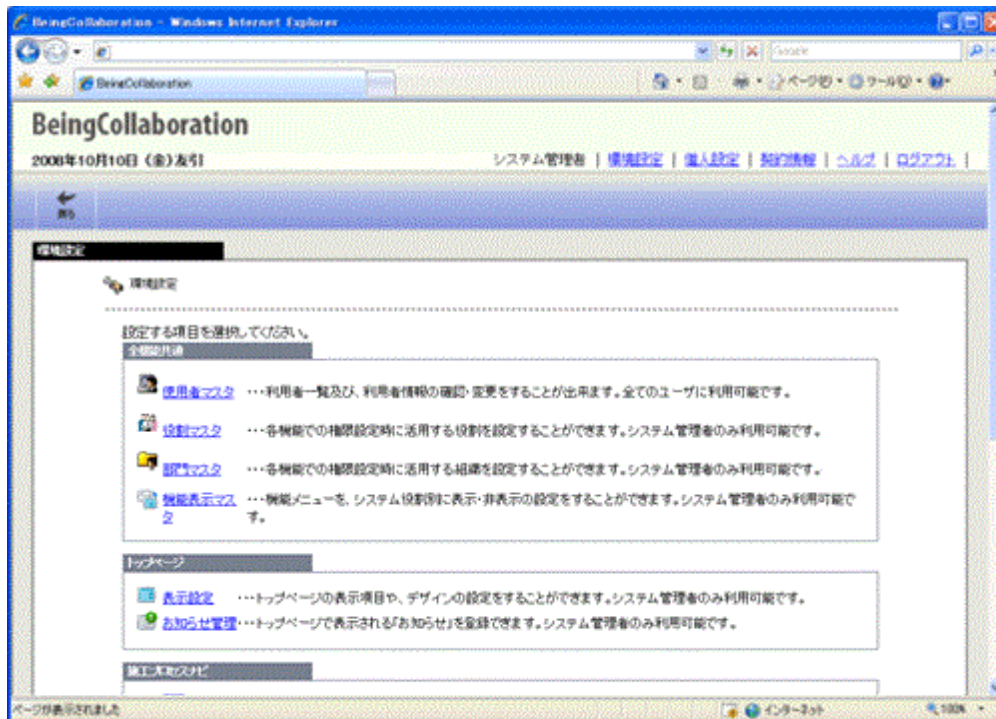 BeingCollaboration - Windows Internet Explorer
Google
BeingCollaboration
ページ(P)
ツール(O)
BeingCollaboration
2008年10月10日 (金)友引
システム管理者 | 環境設定 | 個人設定 | 契約情報 | ヘルプ | ログアウト |
戻る
環境設定
環境設定
設定する項目を選択してください。
全機能共通
使用者マスタ ・・・利用者一覧及び、利用者情報の確認・変更をすることが出来ます。全てのユーザに利用可能です。
役割マスタ ・・・各機能での権限設定時に活用する役割を設定することができます。システム管理者のみ利用可能です。
部門マスタ ・・・各機能での権限設定時に活用する組織を設定することができます。システム管理者のみ利用可能です。
機能表示マス ・・・機能メニューを、システム役割別に表示・非表示の設定をすることができます。システム管理者のみ利用可能で
タ す。
トップページ
表示設定 ・・・トップページの表示項目や、デザインの設定をすることができます。システム管理者のみ利用可能です。
お知らせ管理・・・トップページで表示される「お知らせ」を登録できます。システム管理者のみ利用可能です。
ページが表示されました
インターネット
100%